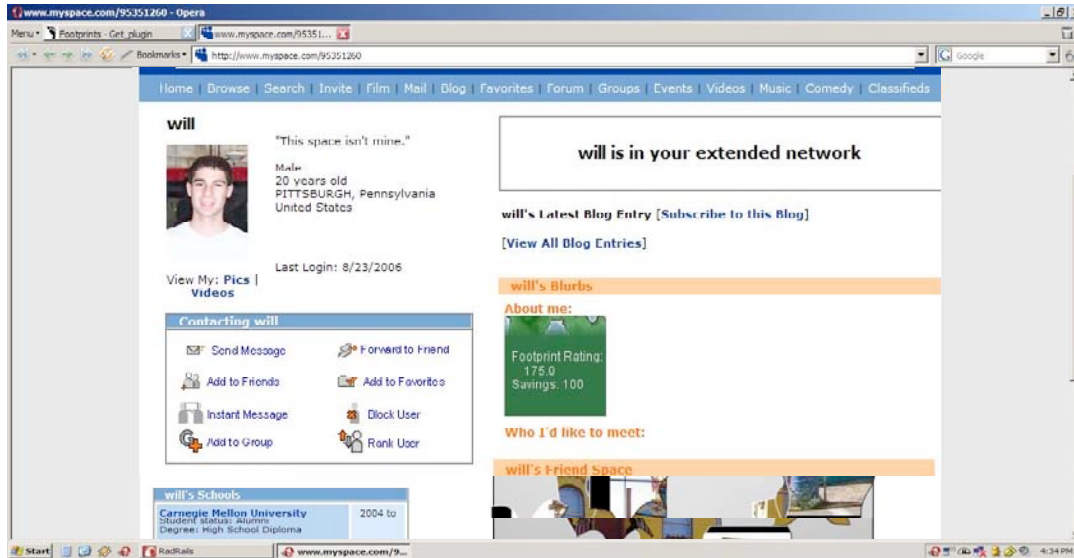 www.myspace.com/95351260 - Opera
Menu
Footprints - Get_plugin
www.myspace.com/95351...
Bookmarks
http://www.myspace.com/95351260
Google
Home | Browse | Search | Invite | Film | Mail | Blog | Favorites | Forum | Groups | Events | Videos | Music | Comedy | Classifieds
will
"This space isn't mine."
Male
20 years old
PITTSBURGH, Pennsylvania
United States
Last Login: 8/23/2006
View My: Pics |
Videos
Contacting will
Send Message
Forward to Friend
Add to Friends
Add to Favorites
Instant Message
Block User
Add to Group
Rank User
will's Schools
Carnegie Mellon University
2004 to
Student status: Alumni
Degree: High School Diploma
will is in your extended network
will's Latest Blog Entry [Subscribe to this Blog]
[View All Blog Entries]
will's Blurbs
About me:
Footprint Rating:
175.0
Savings: 100
Who I'd like to meet:
will's Friend Space
Start
RadRails
www.myspace.com/9...
4:34 PM